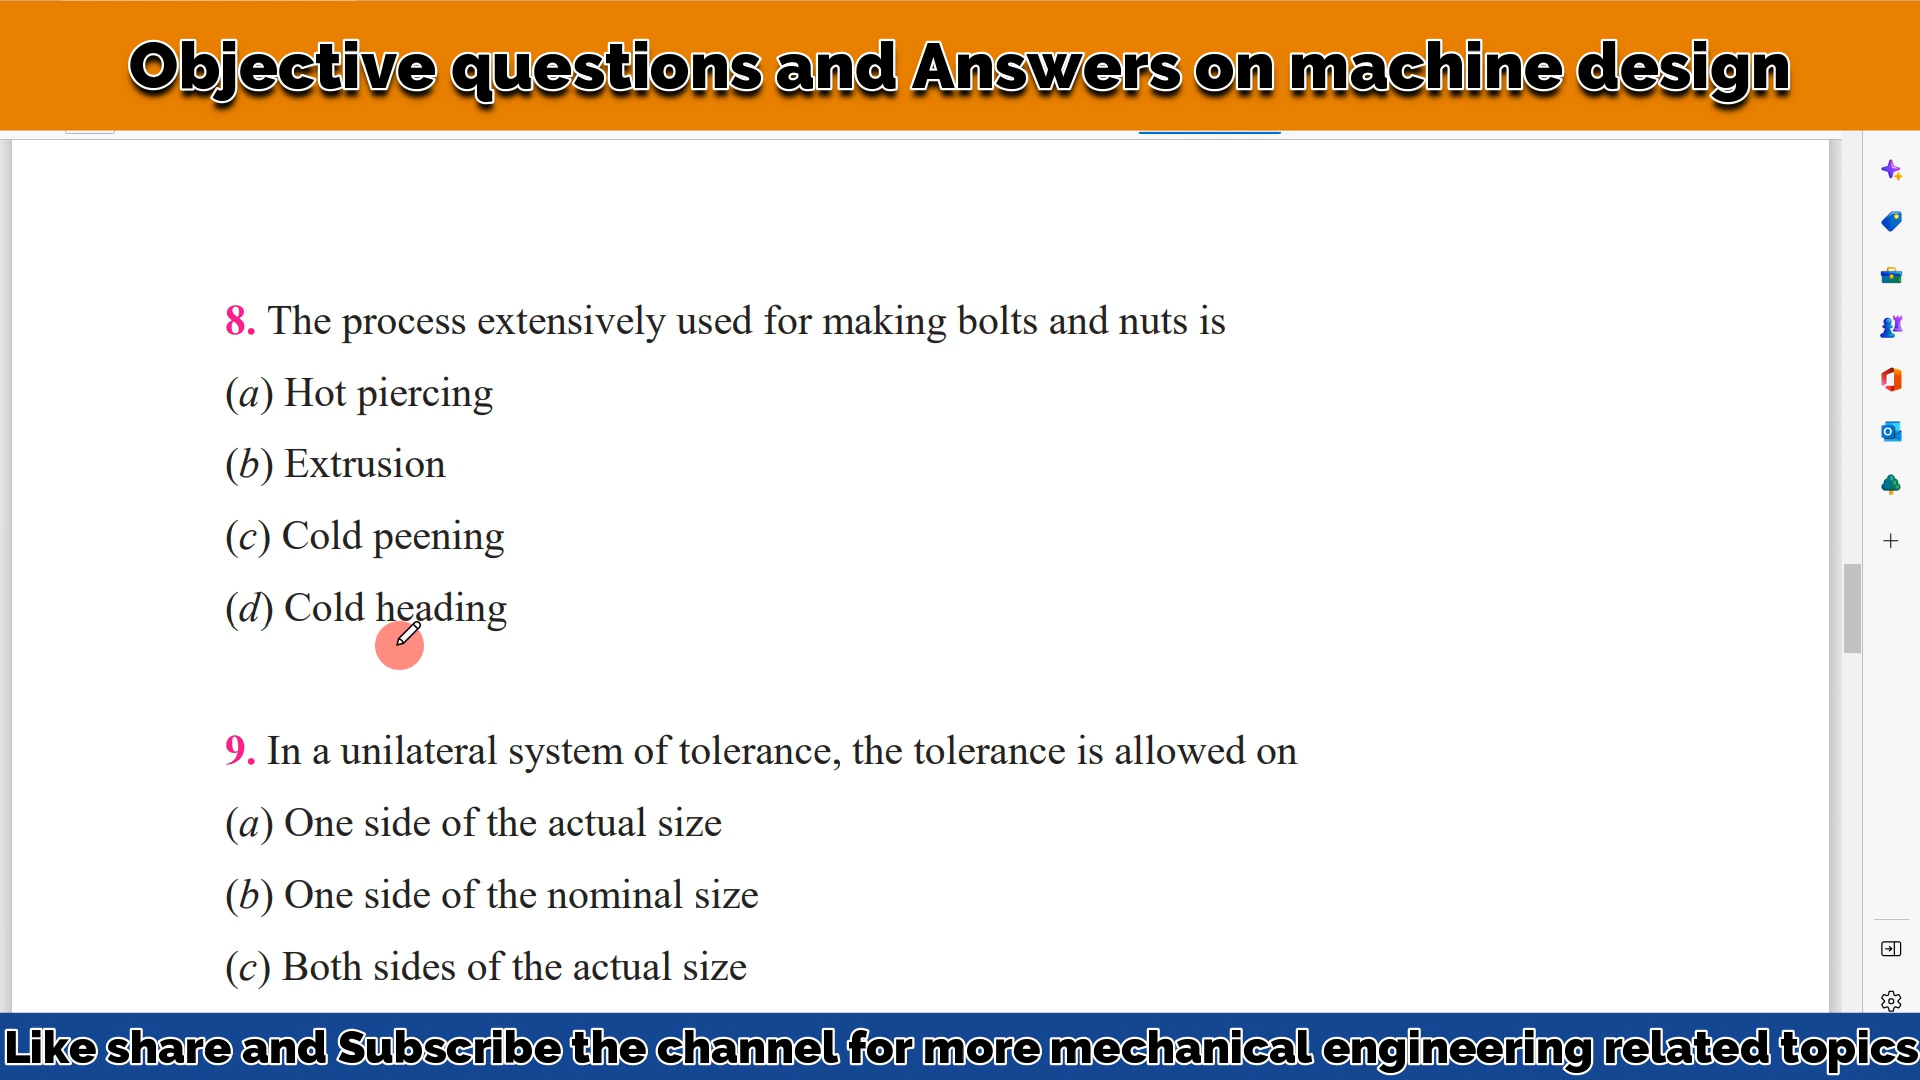 Objective questions and Answers on machine design
8. The process extensively used for making bolts and nuts is
(a) Hot piercing
(b) Extrusion
(c) Cold peening
(d) Cold heading
9. In a unilateral system of tolerance, the tolerance is allowed on
(a) One side of the actual size
(b) One side of the nominal size
(c) Both sides of the actual size
Like share and Subscribe the channel for more mechanical engineering related topics